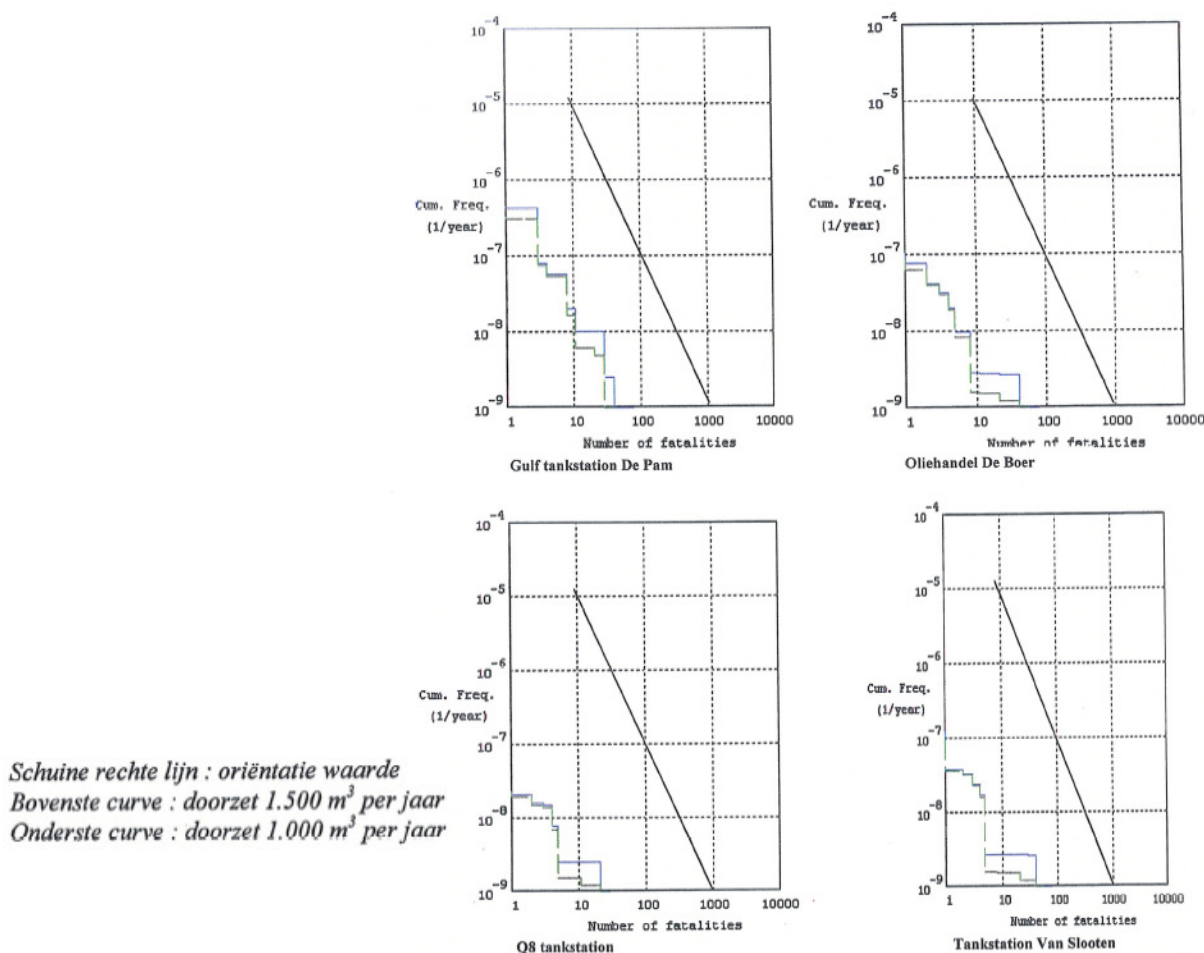 10⁻⁴
10⁻⁵
10⁻⁶
Cum. Freq.
(1/year)
10⁻⁷
10⁻⁸
10⁻⁹
1 10 100 1000 10000
Number of fatalities
Gulf tankstation De Pam
10⁻⁴
10⁻⁵
10⁻⁶
Cum. Freq.
(1/year)
10⁻⁷
10⁻⁸
10⁻⁹
1 10 100 1000 10000
Number of fatalities
Oliehandel De Boer
10⁻⁴
10⁻⁵
10⁻⁶
Cum. Freq.
(1/year)
10⁻⁷
10⁻⁸
10⁻⁹
1 10 100 1000 10000
Number of fatalities
Q8 tankstation
10⁻⁴
10⁻⁵
10⁻⁶
Cum. Freq.
(1/year)
10⁻⁷
10⁻⁸
10⁻⁹
1 10 100 1000 10000
Number of fatalities
Tankstation Van Slooten
Schuine rechte lijn : oriëntatie waarde
Bovenste curve : doorzet 1.500 m³ per jaar
Onderste curve : doorzet 1.000 m³ per jaar